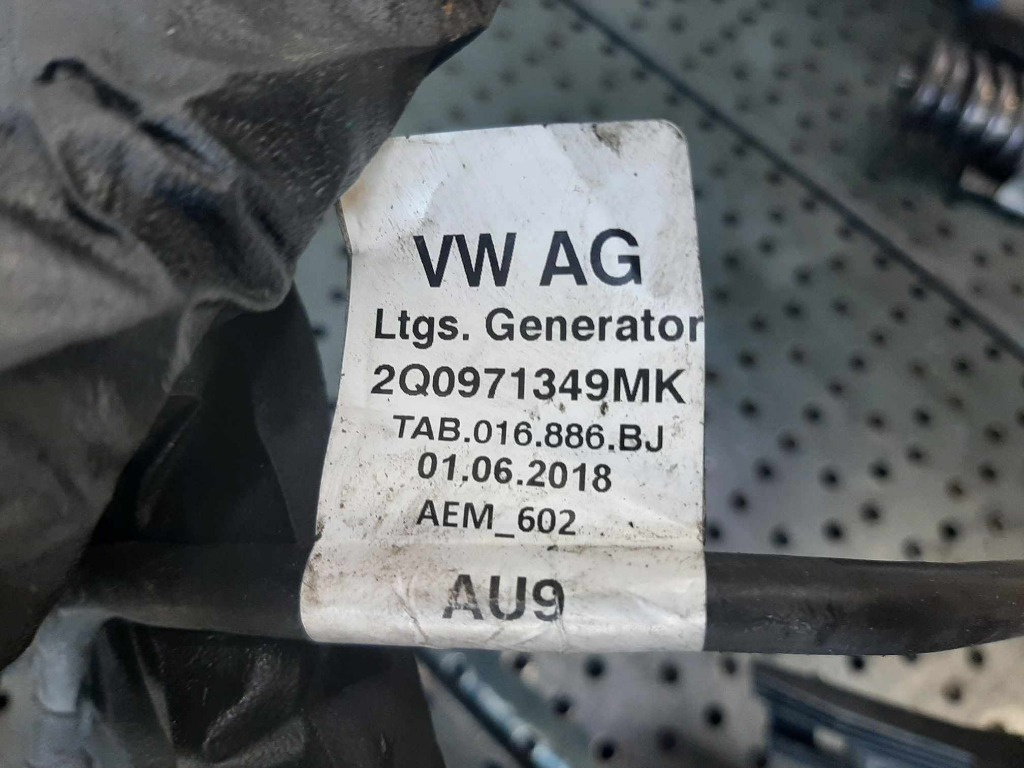 VW AG
Ltgs. Generator
2Q0971349MK
TAB.016.886.BJ
01.06.2018
AEM_602
AU9